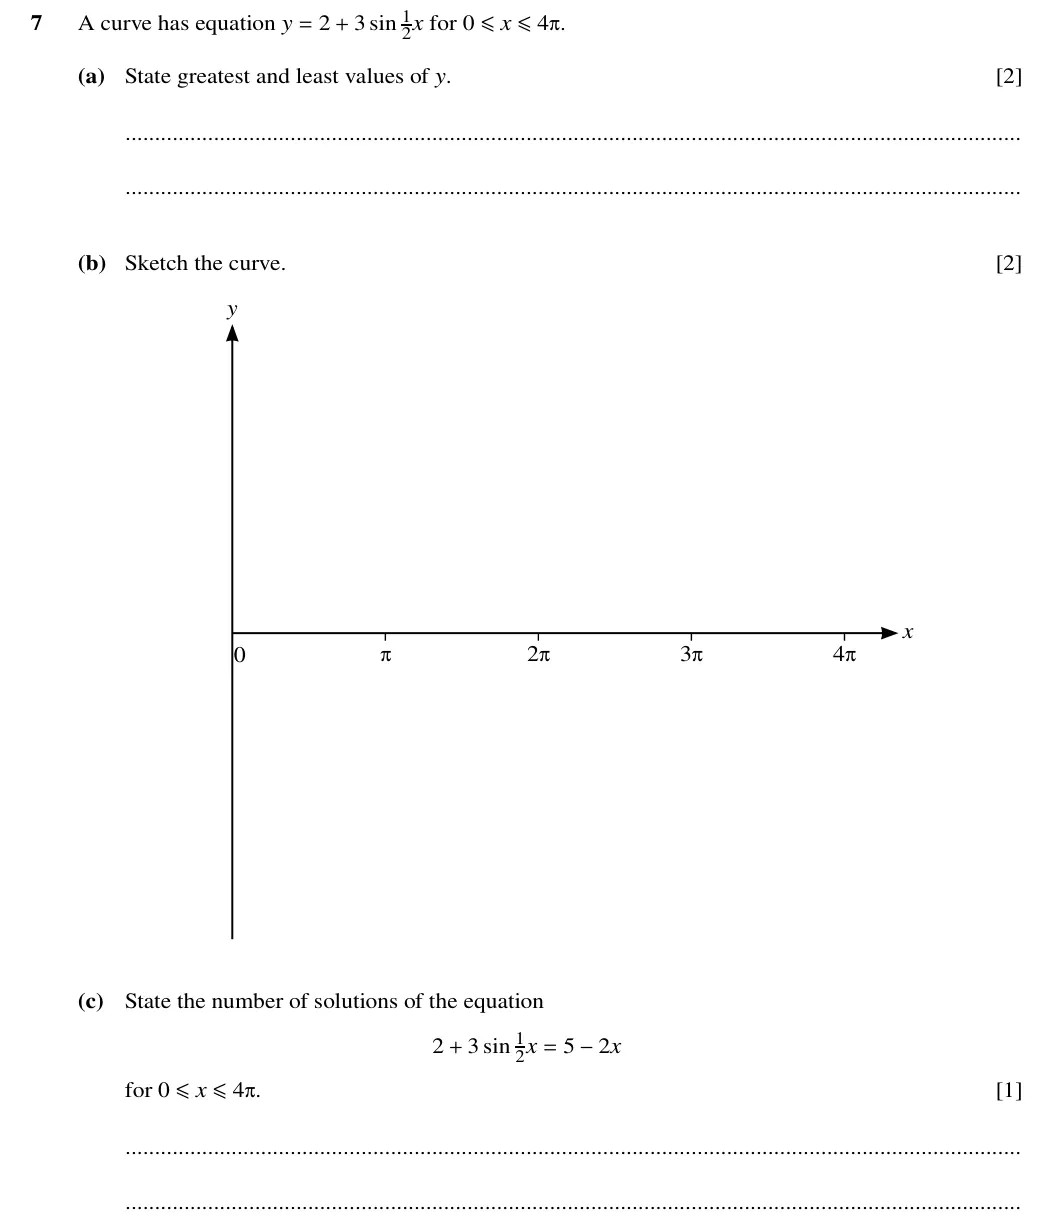 7 A curve has equation y = 2 + 3 sin ½x for 0 ⩽ x ⩽ 4π.
(a) State greatest and least values of y. [2]
(b) Sketch the curve. [2]
y
x
0 π 2π 3π 4π
(c) State the number of solutions of the equation
2 + 3 sin ½x = 5 − 2x
for 0 ⩽ x ⩽ 4π. [1]